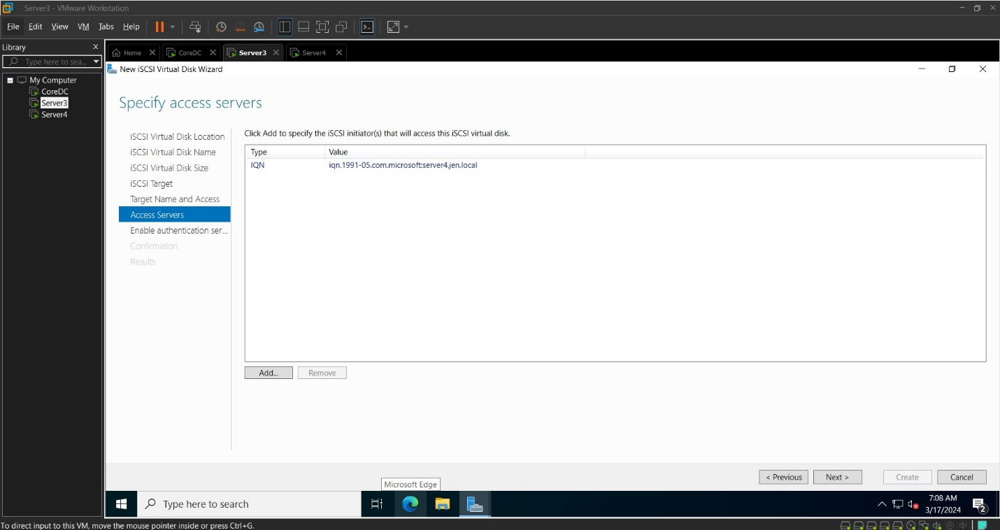 Server3 - VMware Workstation
File Edit View VM Tabs Help
Library
Type here to sea...
My Computer
CoreDC
Server3
Server4
Home CoreDC Server3 Server4
New iSCSI Virtual Disk Wizard
Specify access servers
iSCSI Virtual Disk Location
iSCSI Virtual Disk Name
iSCSI Virtual Disk Size
iSCSI Target
Target Name and Access
Access Servers
Enable authentication ser...
Confirmation
Results
Click Add to specify the iSCSI initiator(s) that will access this iSCSI virtual disk.
Type Value
IQN iqn.1991-05.com.microsoft:server4.jen.local
Add... Remove
< Previous Next > Create Cancel
Microsoft Edge
Type here to search
7:08 AM
3/17/2024
2
To direct input to this VM, move the mouse pointer inside or press Ctrl+G.